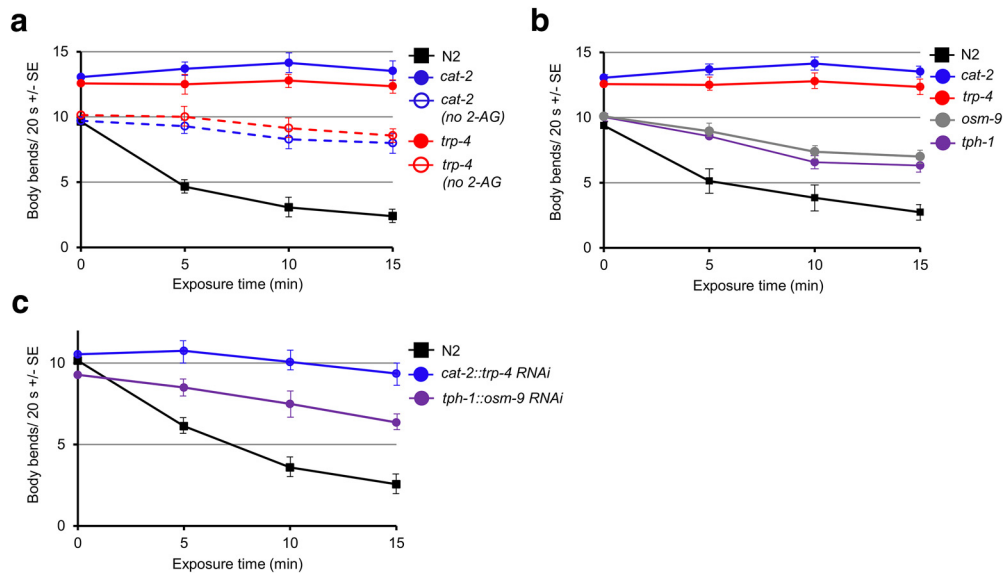 a
Body bends/ 20 s +/- SE
15
10
5
0
0 5 10 15
Exposure time (min)
N2
cat-2
cat-2
(no 2-AG)
trp-4
trp-4
(no 2-AG
b
Body bends/ 20 s +/- SE
15
10
5
0
0 5 10 15
Exposure time (min)
N2
cat-2
trp-4
osm-9
tph-1
c
Body bends/ 20 s +/- SE
10
5
0
0 5 10 15
Exposure time (min)
N2
cat-2::trp-4 RNAi
tph-1::osm-9 RNAi